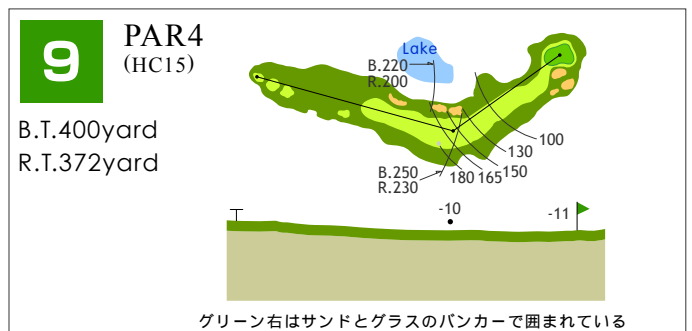 9
PAR4
(HC15)
B.T.400yard
R.T.372yard
Lake
B.220
R.200
100
130
150
165
180
B.250
R.230
-10
-11
グリーン右はサンドとグラスのバンカーで囲まれている